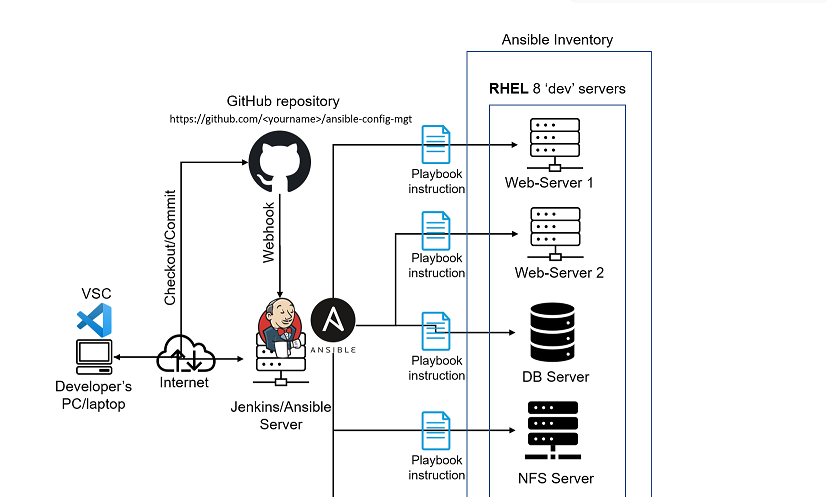 Ansible Inventory
RHEL 8 ‘dev’ servers
GitHub repository
https://github.com/<yourname>/ansible-config-mgt
Playbook
instruction
Web-Server 1
Checkout/Commit
Webhook
Playbook
instruction
Web-Server 2
VSC
ANSIBLE
Developer's
PC/laptop
Internet
Playbook
instruction
DB Server
Jenkins/Ansible
Server
Playbook
instruction
NFS Server